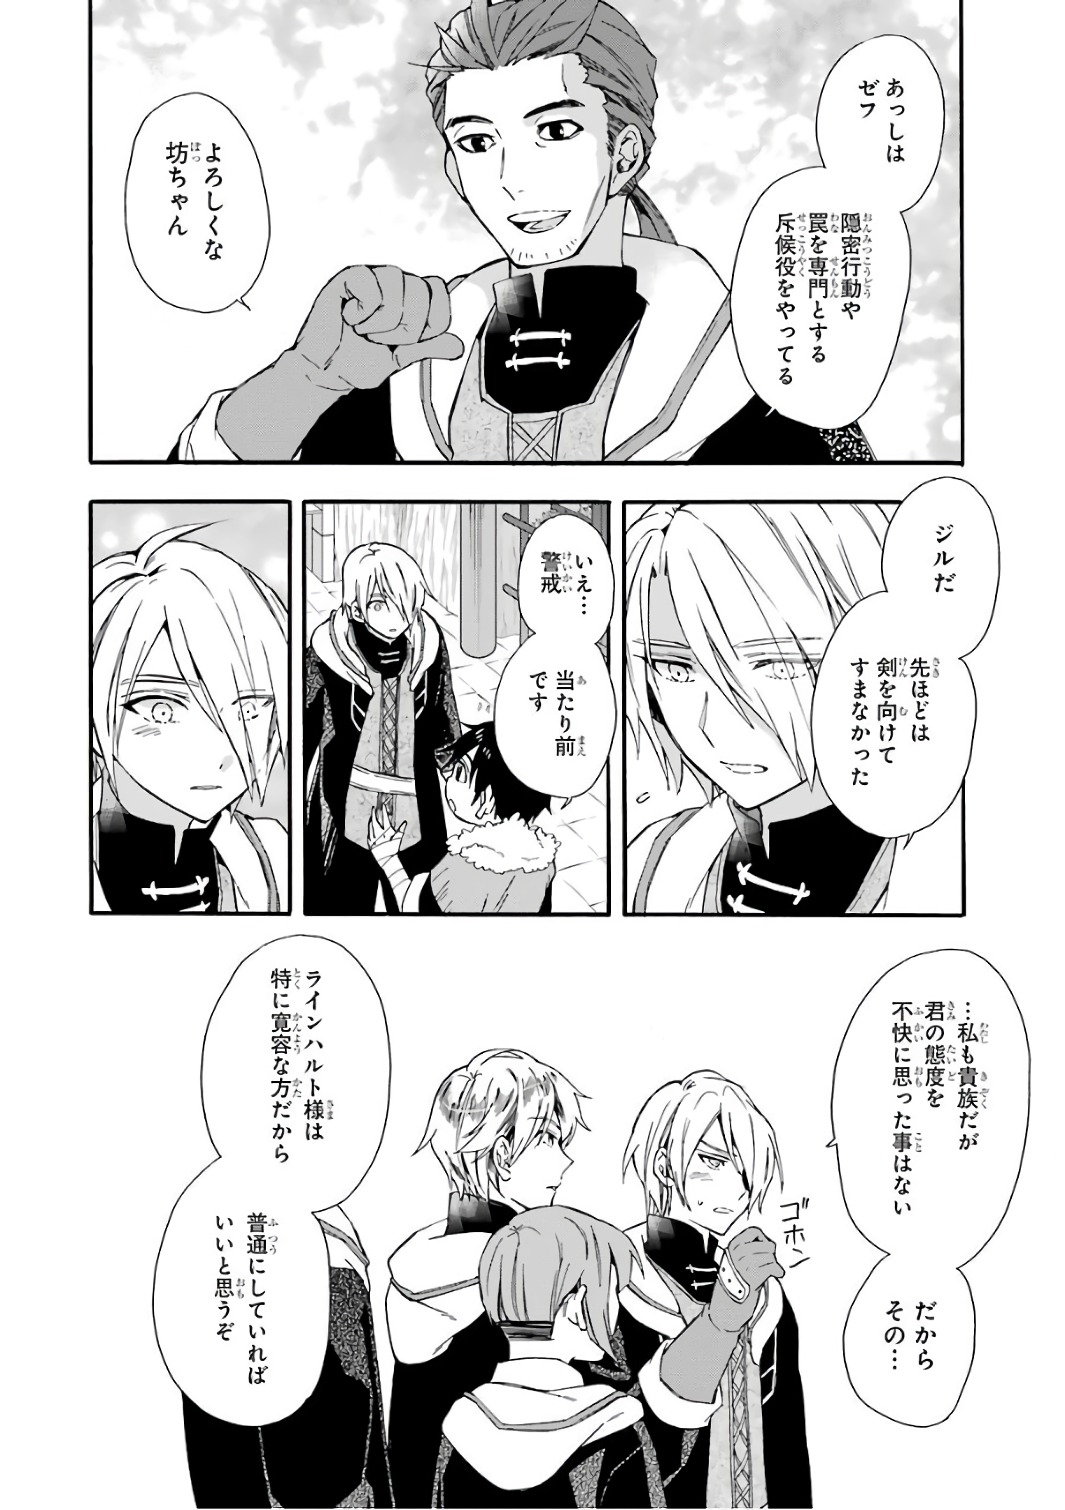 あっしは
ゼフ
隠密行動や
罠を専門とする
斥候役をやってる
よろしくな
坊ちゃん
ジルだ
先ほどは
剣を向けて
すまなかった
いえ…
警戒
当たり前
です
…私も貴族だが
君の態度を
不快に思った事はない
だから
その…
ゴホン
ラインハルト様は
特に寛容な方だから
普通にしていれば
いいと思うぞ